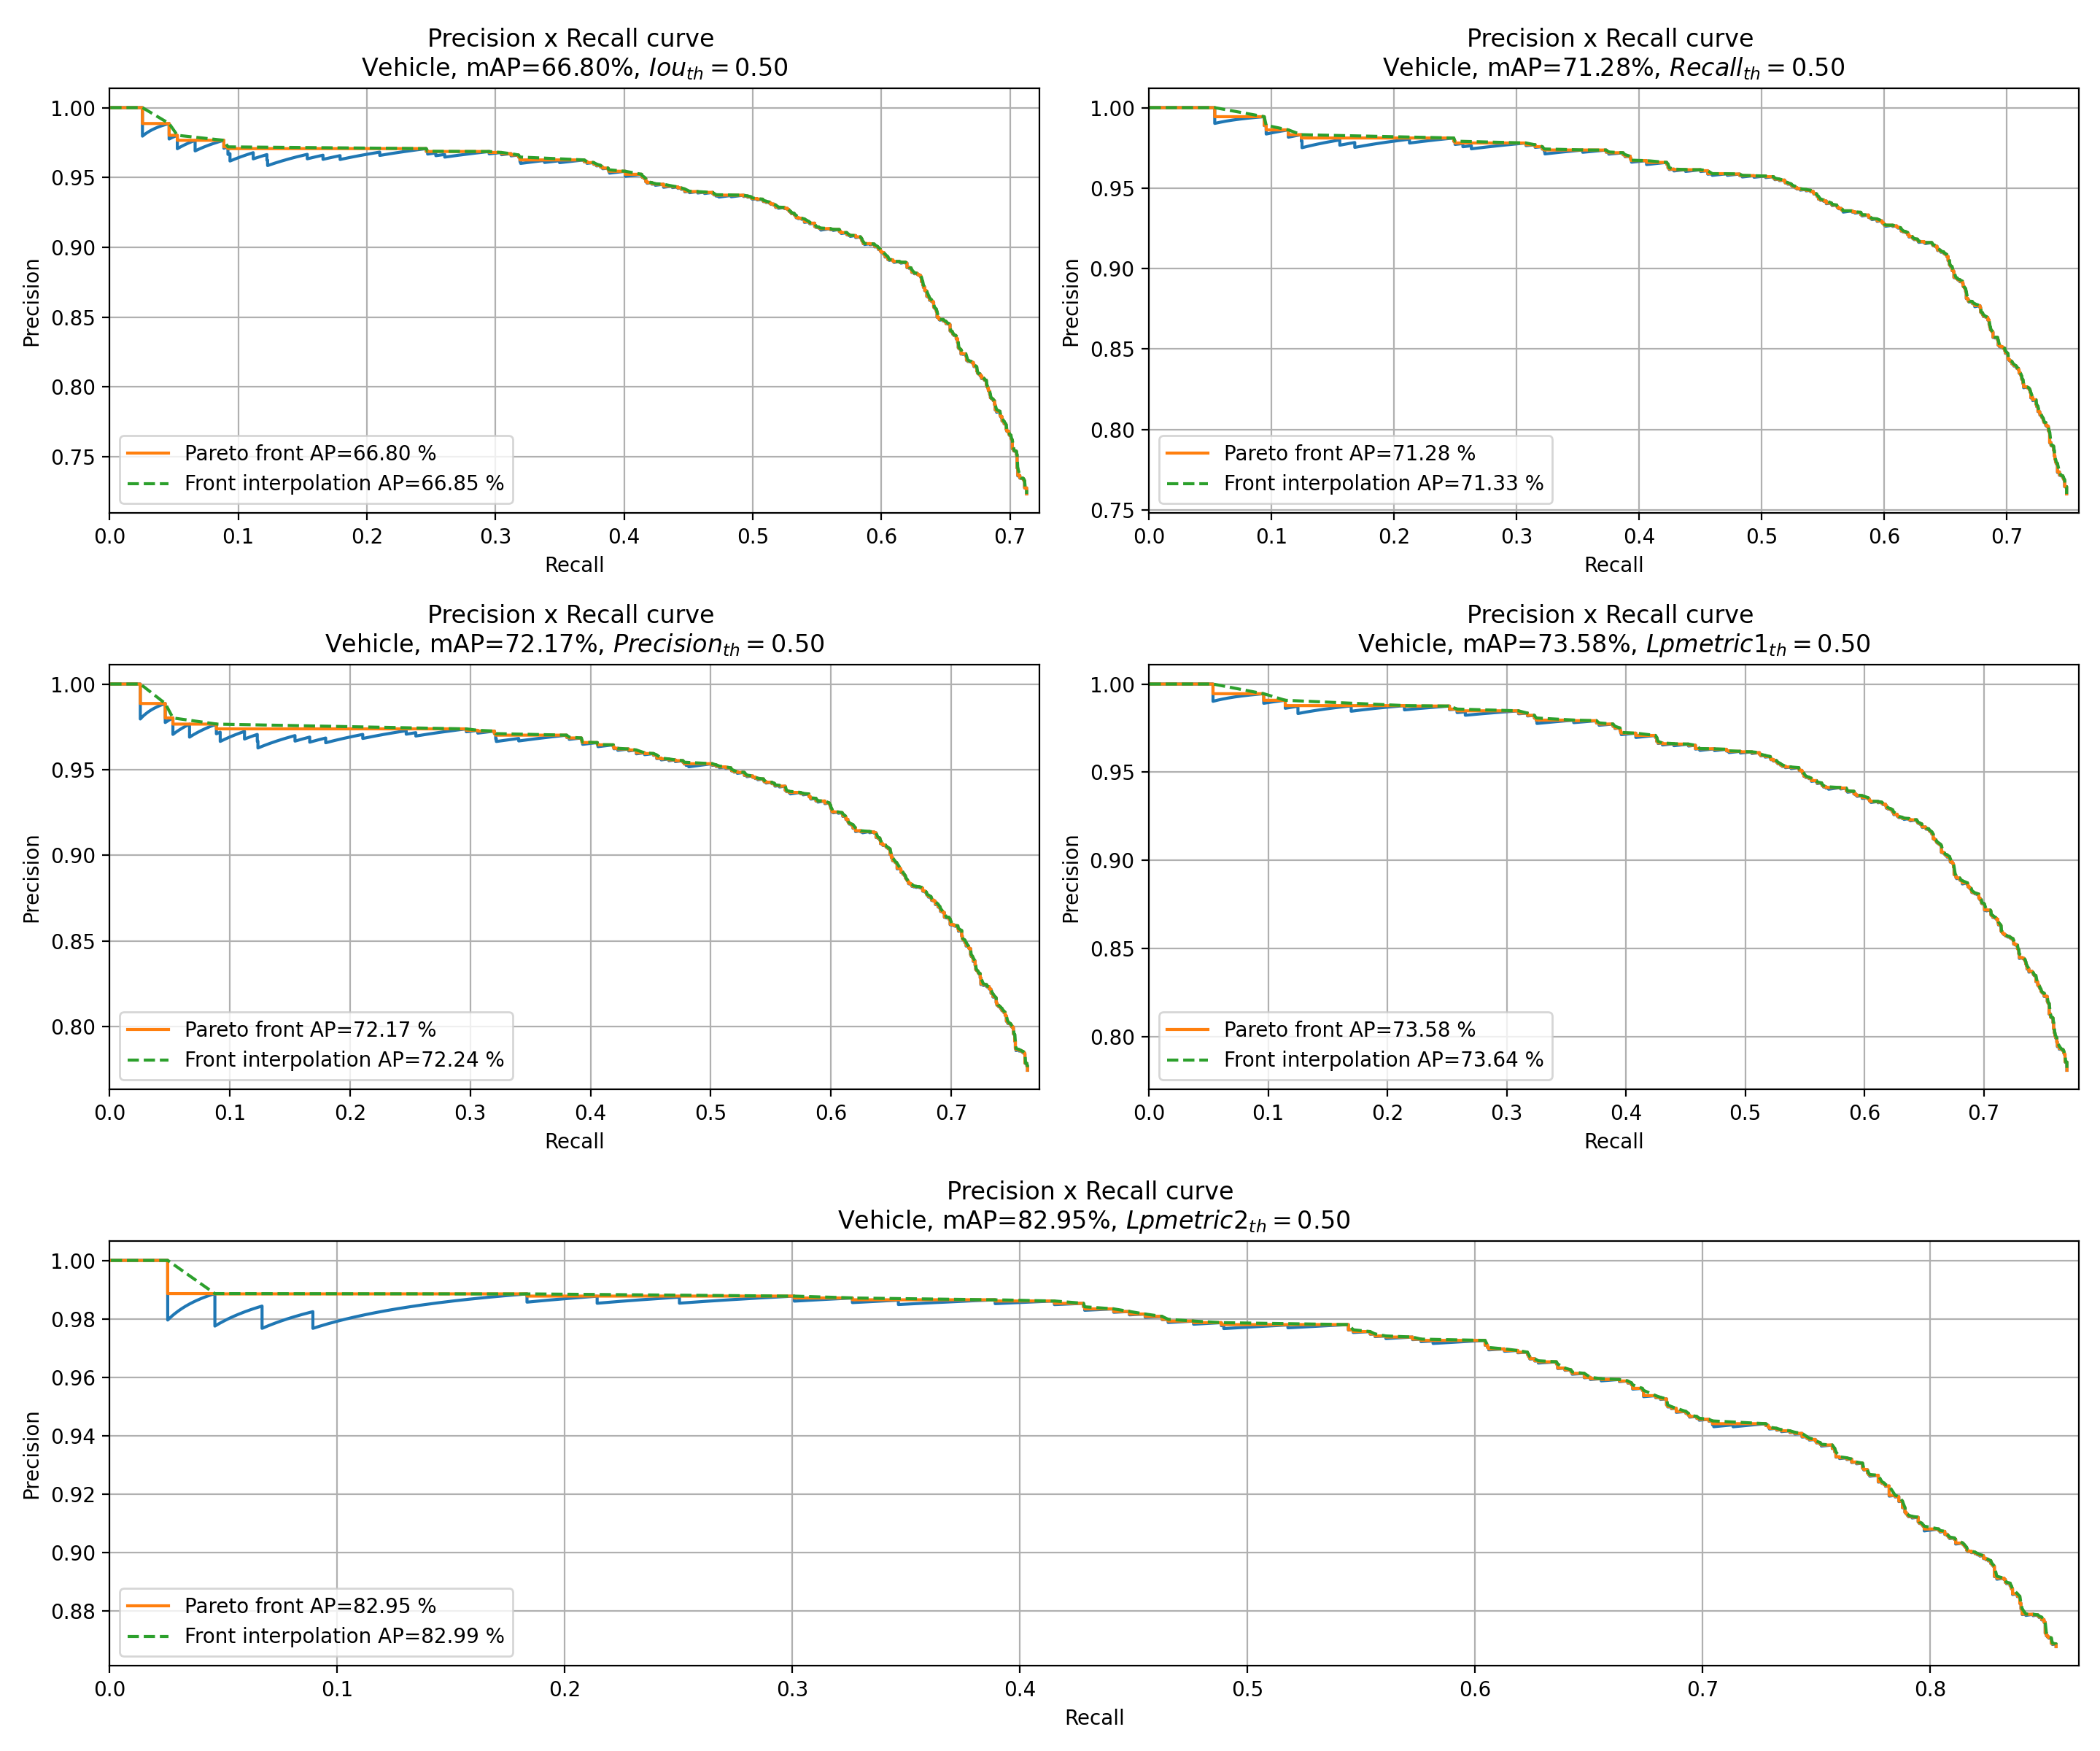 Precision x Recall curve
Vehicle, mAP=66.80%, Iou_th = 0.50
1.00
0.95
0.90
0.85
0.80
0.75
Precision
Pareto front AP=66.80 %
Front interpolation AP=66.85 %
0.0 0.1 0.2 0.3 0.4 0.5 0.6 0.7
Recall
Precision x Recall curve
Vehicle, mAP=71.28%, Recall_th = 0.50
1.00
0.95
0.90
0.85
0.80
0.75
Precision
Pareto front AP=71.28 %
Front interpolation AP=71.33 %
0.0 0.1 0.2 0.3 0.4 0.5 0.6 0.7
Recall
Precision x Recall curve
Vehicle, mAP=72.17%, Precision_th = 0.50
1.00
0.95
0.90
0.85
0.80
Precision
Pareto front AP=72.17 %
Front interpolation AP=72.24 %
0.0 0.1 0.2 0.3 0.4 0.5 0.6 0.7
Recall
Precision x Recall curve
Vehicle, mAP=73.58%, Lpmetric1_th = 0.50
1.00
0.95
0.90
0.85
0.80
Precision
Pareto front AP=73.58 %
Front interpolation AP=73.64 %
0.0 0.1 0.2 0.3 0.4 0.5 0.6 0.7
Recall
Precision x Recall curve
Vehicle, mAP=82.95%, Lpmetric2_th = 0.50
1.00
0.98
0.96
0.94
0.92
0.90
0.88
Precision
Pareto front AP=82.95 %
Front interpolation AP=82.99 %
0.0 0.1 0.2 0.3 0.4 0.5 0.6 0.7 0.8
Recall